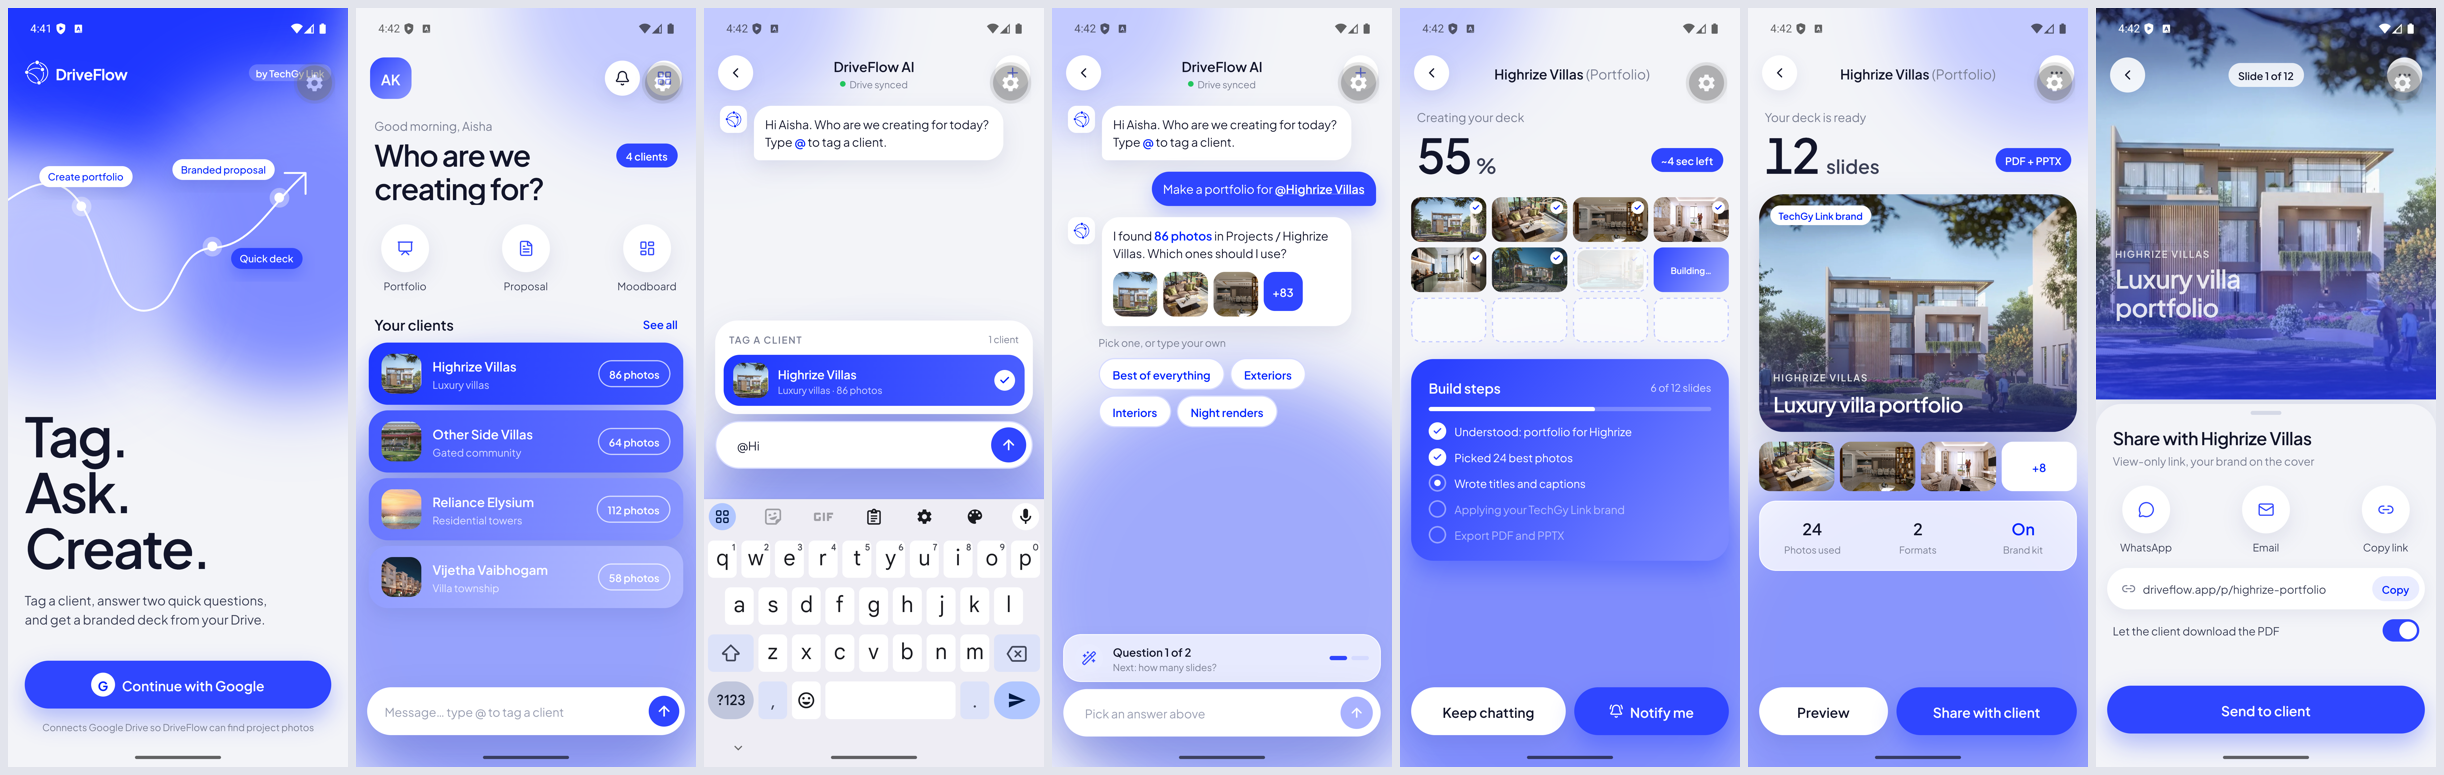 4:41
DriveFlow
by TechGy Link
Create portfolio
Branded proposal
Quick deck
Tag.
Ask.
Create.
Tag a client, answer two quick questions,
and get a branded deck from your Drive.
G Continue with Google
Connects Google Drive so DriveFlow can find project photos
4:42
AK
Good morning, Aisha
Who are we
creating for?
4 clients
Portfolio
Proposal
Moodboard
Your clients
See all
Highrize Villas
Luxury villas
86 photos
Other Side Villas
Gated community
64 photos
Reliance Elysium
Residential towers
112 photos
Vijetha Vaibhogam
Villa township
58 photos
Message... type @ to tag a client
4:42
DriveFlow AI
Drive synced
Hi Aisha. Who are we creating for today?
Type @ to tag a client.
TAG A CLIENT
1 client
Highrize Villas
Luxury villas · 86 photos
@Hi
GIF
q1 w2 e3 r4 t5 y6 u7 i8 o9 p0
a s d f g h j k l
z x c v b n m
?123 , .
4:42
DriveFlow AI
Drive synced
Hi Aisha. Who are we creating for today?
Type @ to tag a client.
Make a portfolio for @Highrize Villas
I found 86 photos in Projects / Highrize
Villas. Which ones should I use?
+83
Pick one, or type your own
Best of everything
Exteriors
Interiors
Night renders
Question 1 of 2
Next: how many slides?
Pick an answer above
4:42
Highrize Villas (Portfolio)
Creating your deck
55 %
~4 sec left
Building...
Build steps
6 of 12 slides
Understood: portfolio for Highrize
Picked 24 best photos
Wrote titles and captions
Applying your TechGy Link brand
Export PDF and PPTX
Keep chatting
Notify me
4:42
Highrize Villas (Portfolio)
Your deck is ready
12 slides
PDF + PPTX
TechGy Link brand
HIGHRIZE VILLAS
Luxury villa portfolio
+8
24
Photos used
2
Formats
On
Brand kit
Preview
Share with client
4:42
Slide 1 of 12
HIGHRIZE VILLAS
Luxury villa
portfolio
Share with Highrize Villas
View-only link, your brand on the cover
WhatsApp
Email
Copy link
driveflow.app/p/highrize-portfolio
Copy
Let the client download the PDF
Send to client